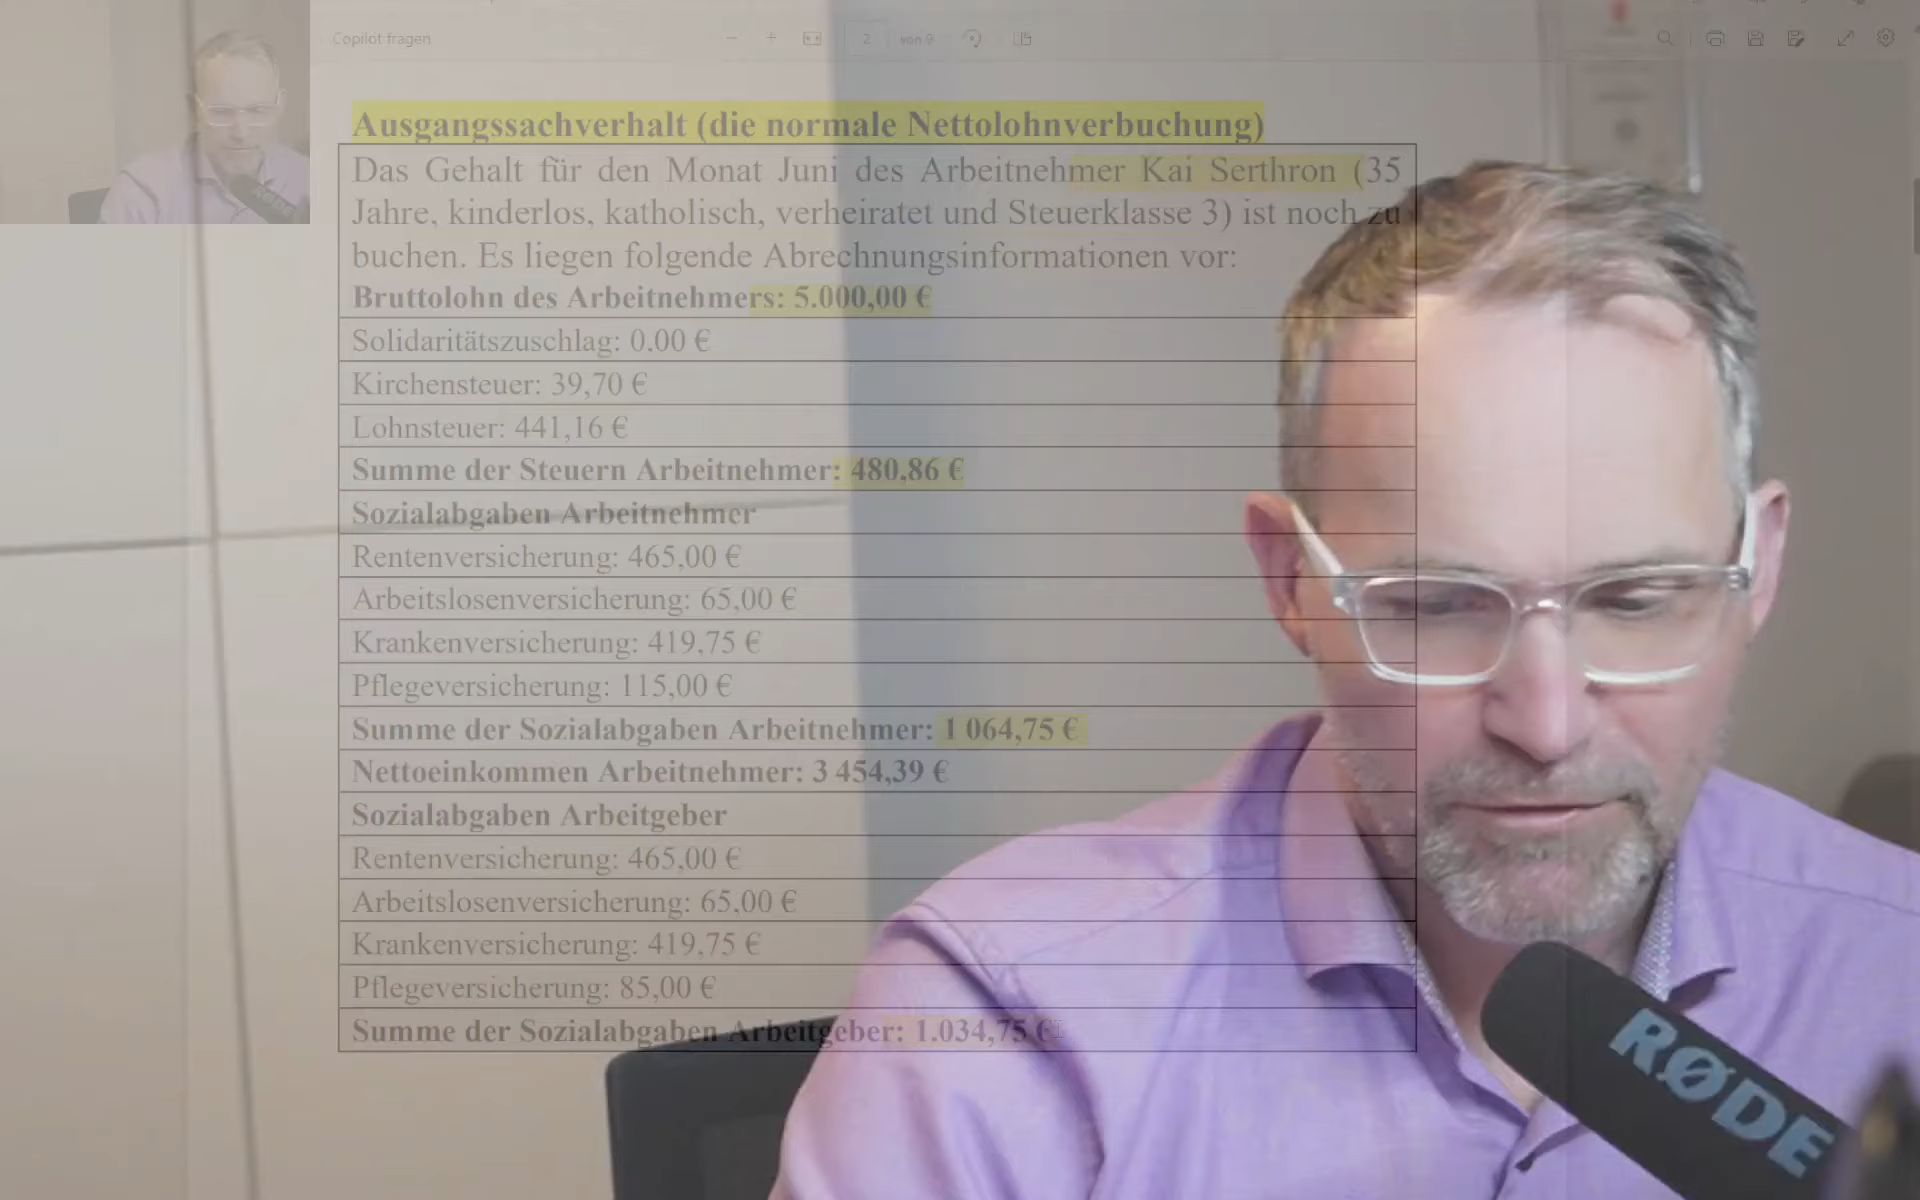 Copilot fragen
2 von 9
Ausgangssachverhalt (die normale Nettolohnverbuchung)
Das Gehalt für den Monat Juni des Arbeitnehmer Kai Serthron (35
Jahre, kinderlos, katholisch, verheiratet und Steuerklasse 3) ist noch zu
buchen. Es liegen folgende Abrechnungsinformationen vor:
Bruttolohn des Arbeitnehmers: 5.000,00 €
Solidaritätszuschlag: 0.00 €
Kirchensteuer: 39,70 €
Lohnsteuer: 441,16 €
Summe der Steuern Arbeitnehmer: 480,86 €
Sozialabgaben Arbeitnehmer
Rentenversicherung: 465,00 €
Arbeitslosenversicherung: 65,00 €
Krankenversicherung: 419,75 €
Pflegeversicherung: 115,00 €
Summe der Sozialabgaben Arbeitnehmer: 1 064,75 €
Nettoeinkommen Arbeitnehmer: 3 454,39 €
Sozialabgaben Arbeitgeber
Rentenversicherung: 465,00 €
Arbeitslosenversicherung: 65,00 €
Krankenversicherung: 419,75 €
Pflegeversicherung: 85,00 €
Summe der Sozialabgaben Arbeitgeber: 1.034,75 €
RØDE